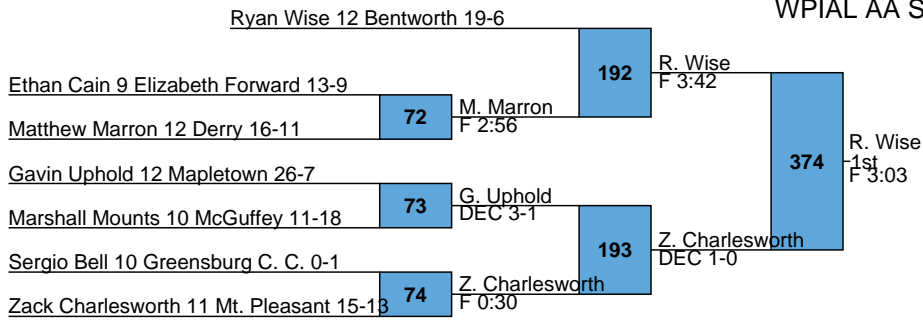 WPIAL AA S
Ryan Wise 12 Bentworth 19-6
192
R. Wise
F 3:42
Ethan Cain 9 Elizabeth Forward 13-9
72
M. Marron
F 2:56
Matthew Marron 12 Derry 16-11
374
R. Wise
1st
F 3:03
Gavin Uphold 12 Mapletown 26-7
73
G. Uphold
DEC 3-1
Marshall Mounts 10 McGuffey 11-18
193
Z. Charlesworth
DEC 1-0
Sergio Bell 10 Greensburg C. C. 0-1
74
Z. Charlesworth
F 0:30
Zack Charlesworth 11 Mt. Pleasant 15-13